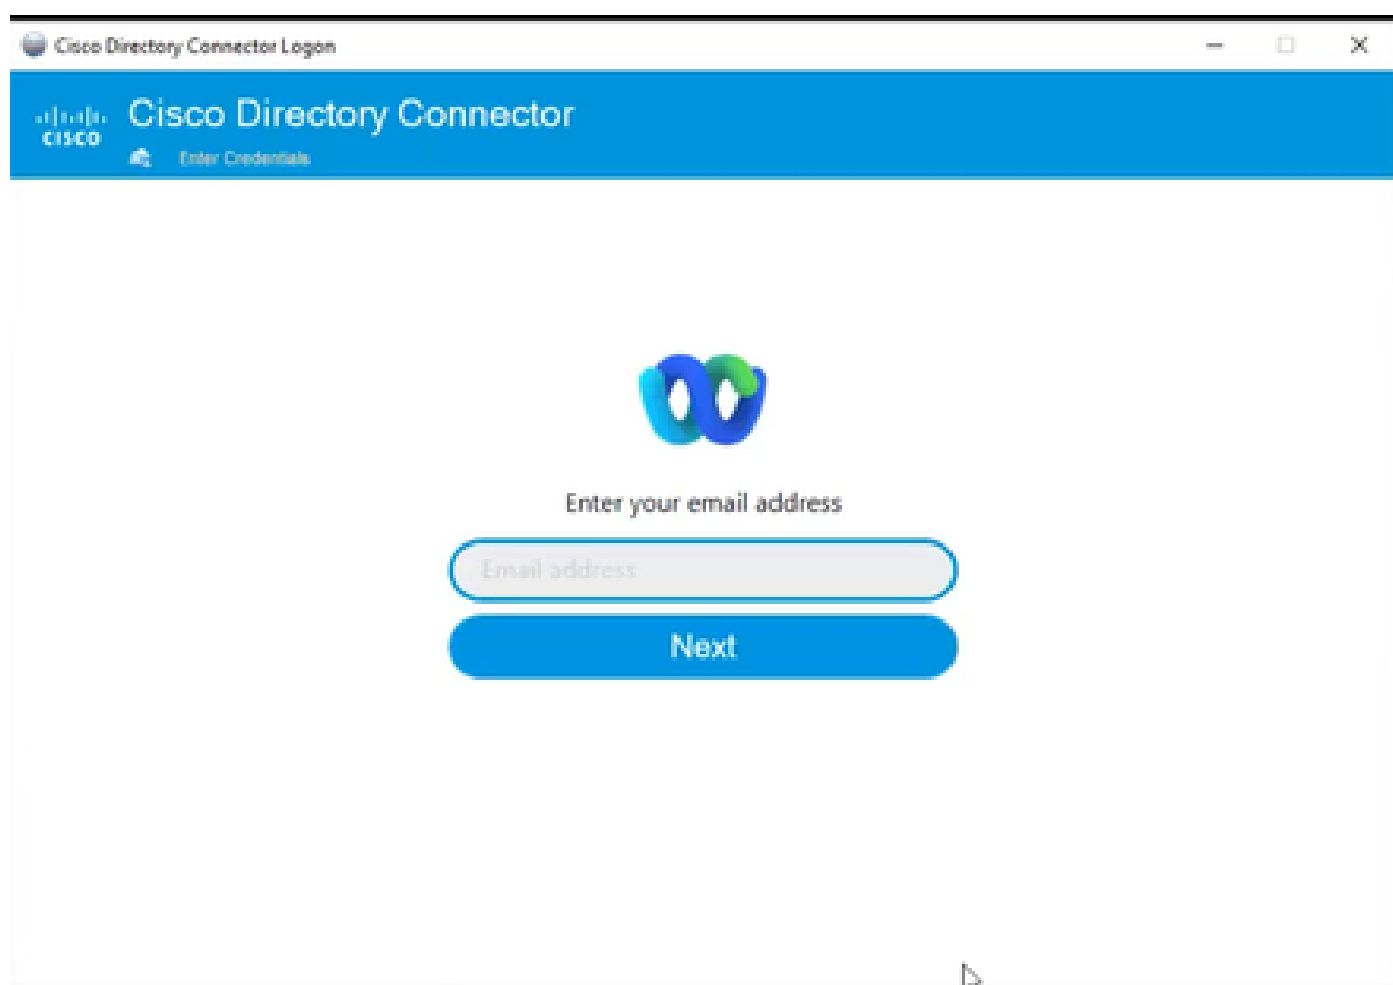 Cisco Directory Connector Logon
CISCO
Cisco Directory Connector
Enter Credentials
Enter your email address
Email address
Next